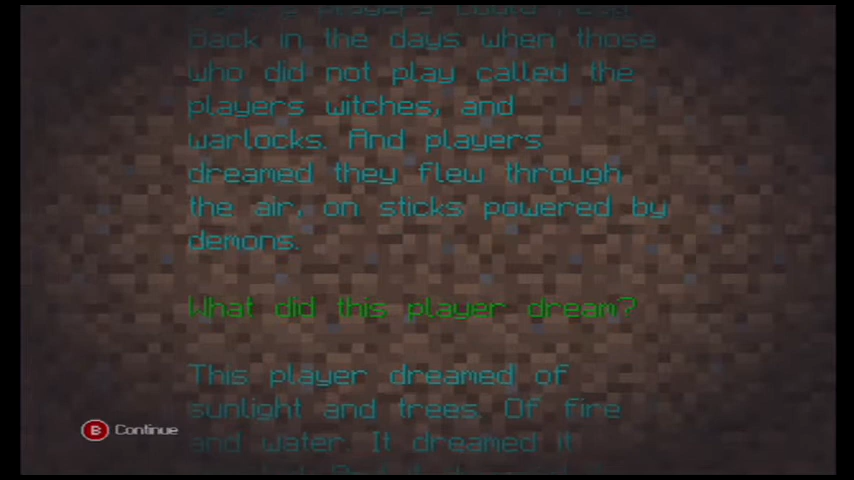 Back in the days when those
who did not play called the
players witches, and
warlocks. And players
dreamed they flew through
the air, on sticks powered by
demons.
What did this player dream?
This player dreamed of
sunlight and trees. Of fire
and water. It dreamed it
B Continue